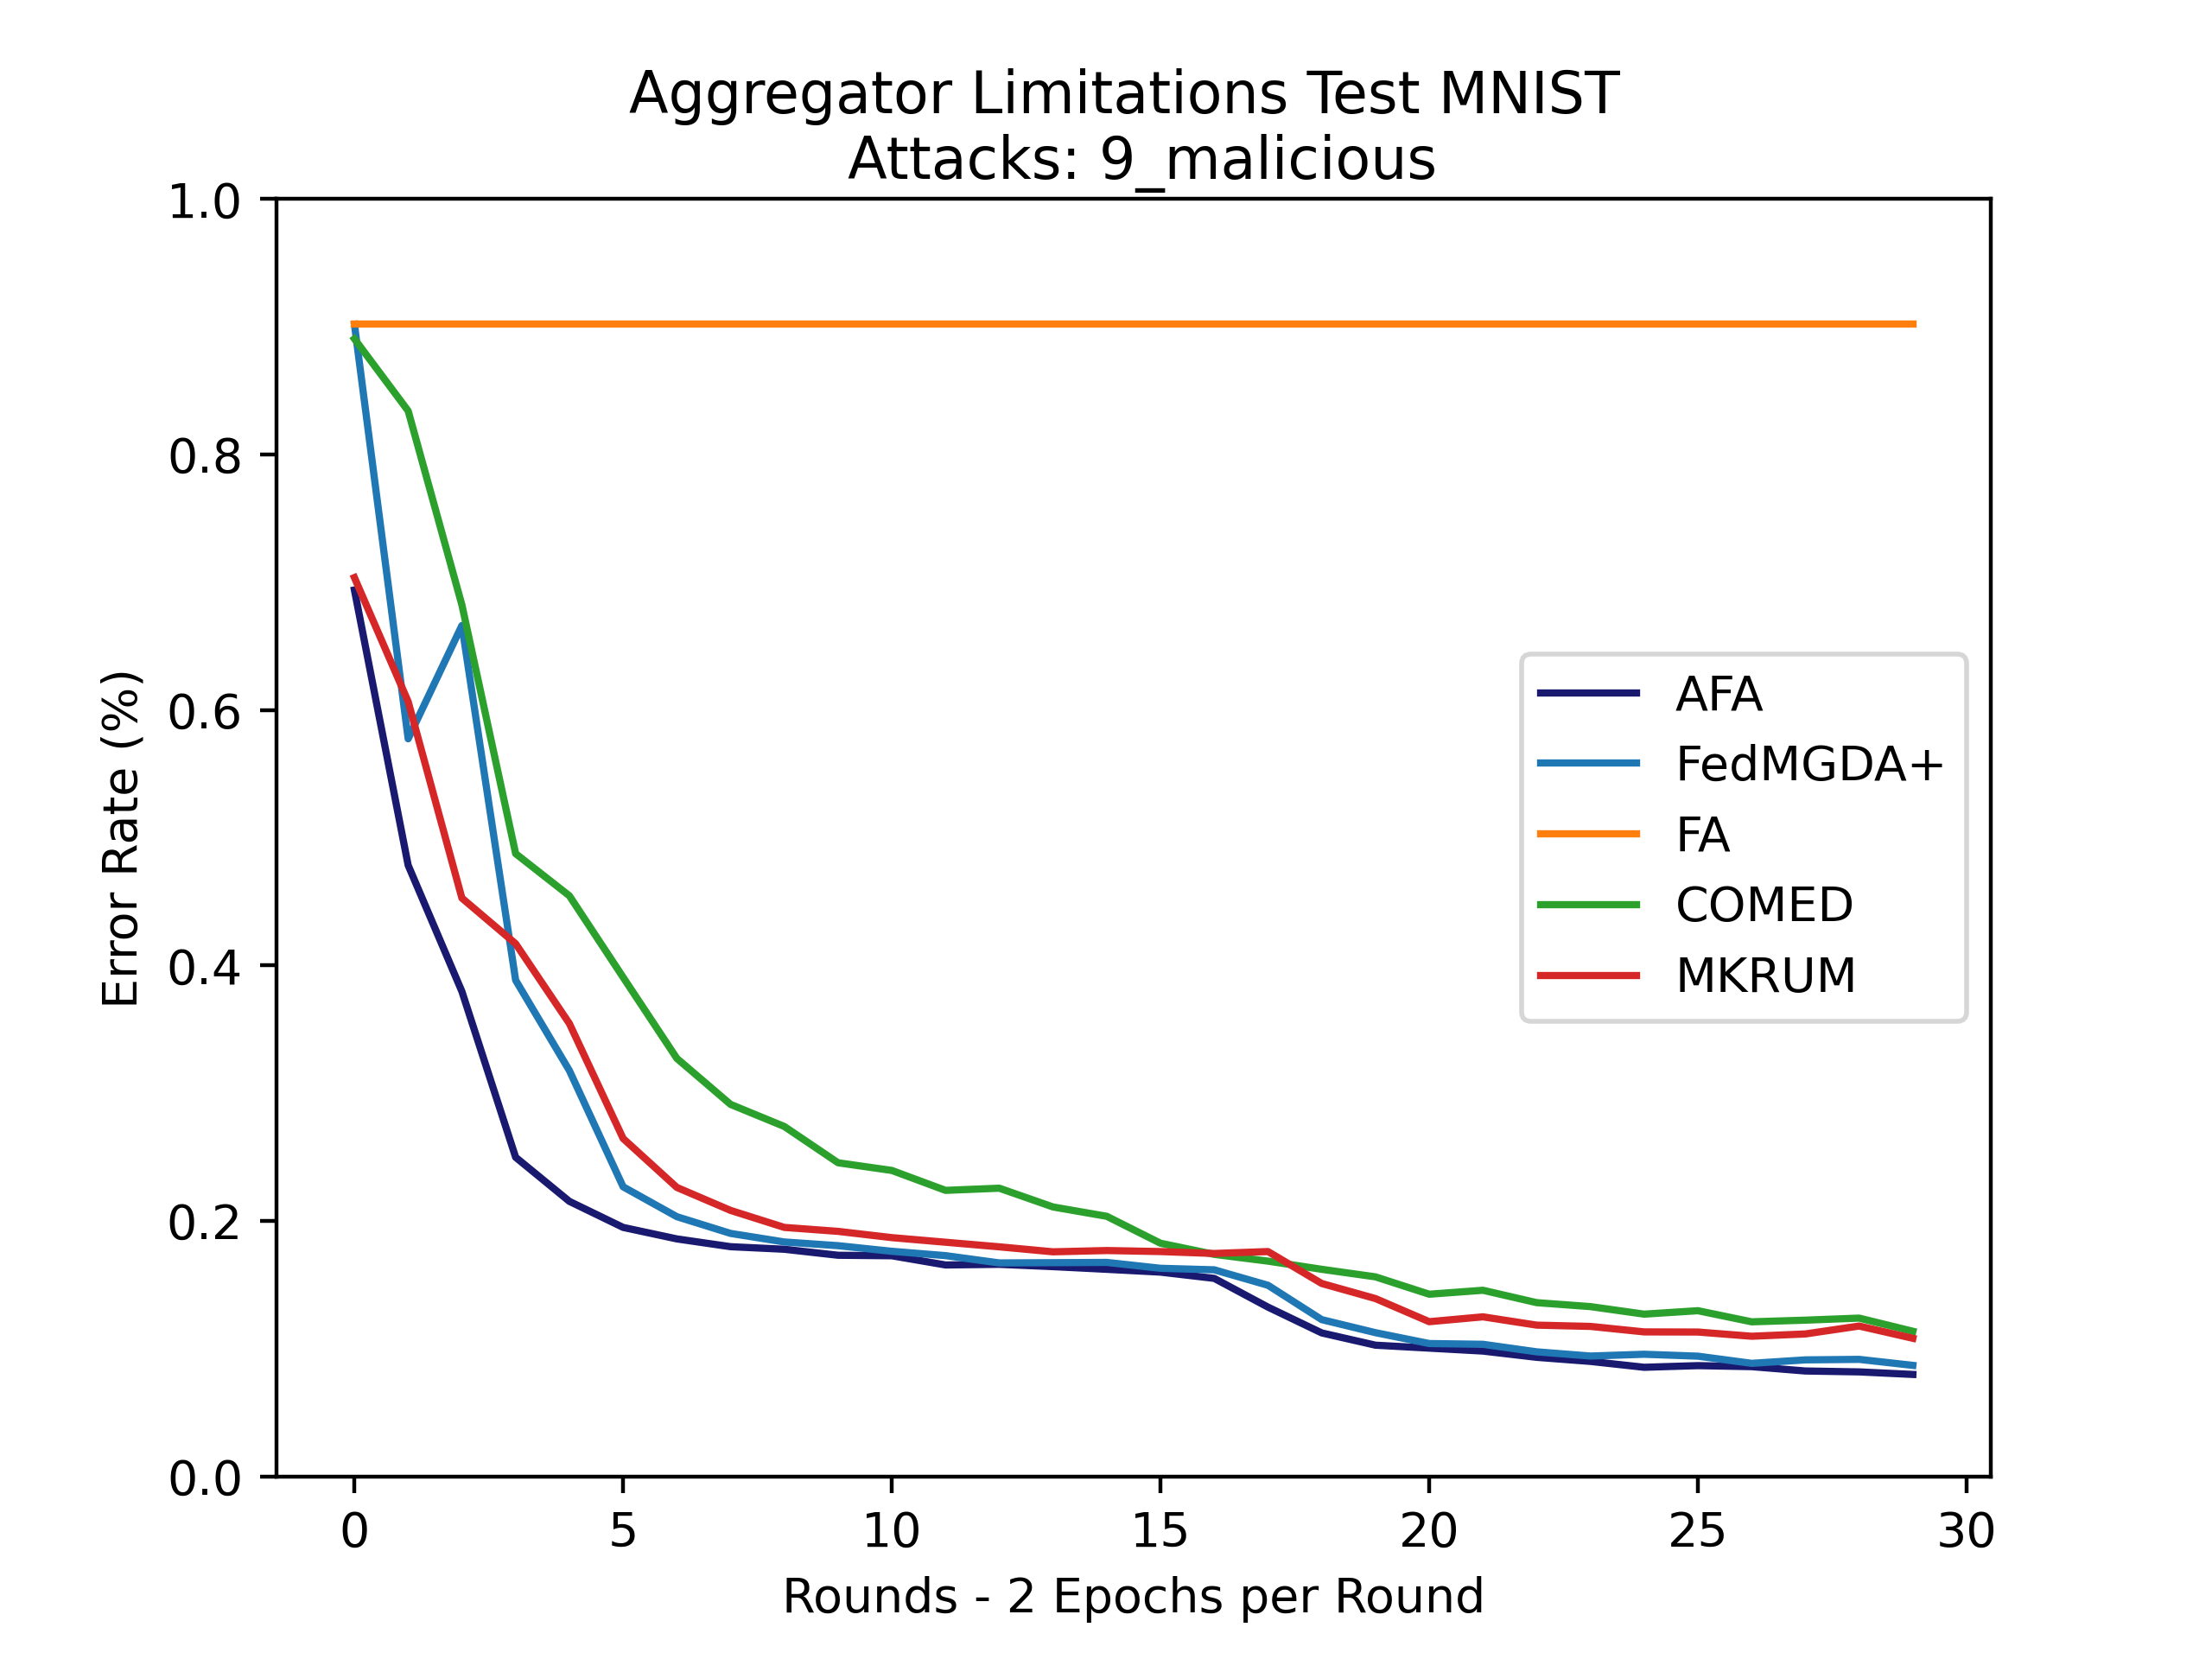 Aggregator Limitations Test MNIST
Attacks: 9_malicious
1.0
0.8
0.6
0.4
0.2
0.0
Error Rate (%)
AFA
FedMGDA+
FA
COMED
MKRUM
0 5 10 15 20 25 30
Rounds - 2 Epochs per Round